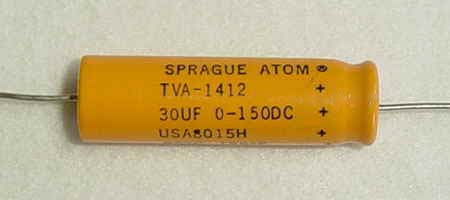 SPRAGUE ATOM ®
TVA-1412 +
30UF 0-150DC +
USA8015H +